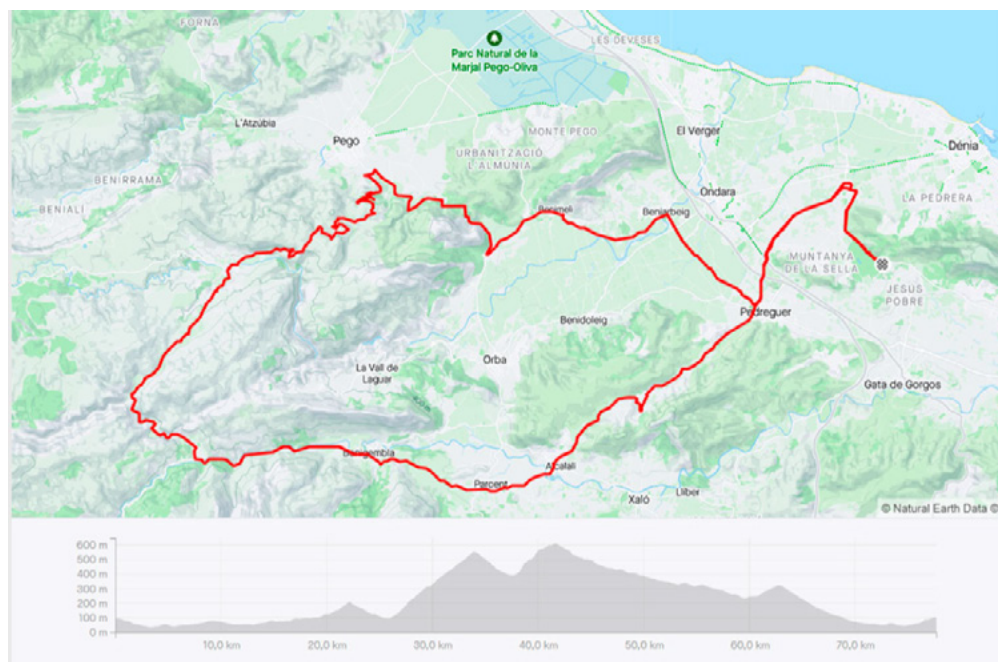 FORNA
Parc Natural de la
Marjal Pego-Oliva
LES DEVESES
L'Atzúbia
Pego
MONTE PEGO
El Verger
Dénia
URBANITZACIÓ
L'ALMUNIA
BENIRRAMA
BENIALÍ
Ondara
LA PEDRERA
Benimeli
Beniarbeig
MUNTANYA
DE LA SELLA
JESÚS
POBRE
Pedreguer
Benidoleig
Orba
La Vall de
Laguar
Gata de Gorgos
Benigembla
Alcalalí
Parcent
Xaló
Llíber
© Natural Earth Data ©
600 m
500 m
400 m
300 m
200 m
100 m
0 m
10,0 km
20,0 km
30,0 km
40,0 km
50,0 km
60,0 km
70,0 km